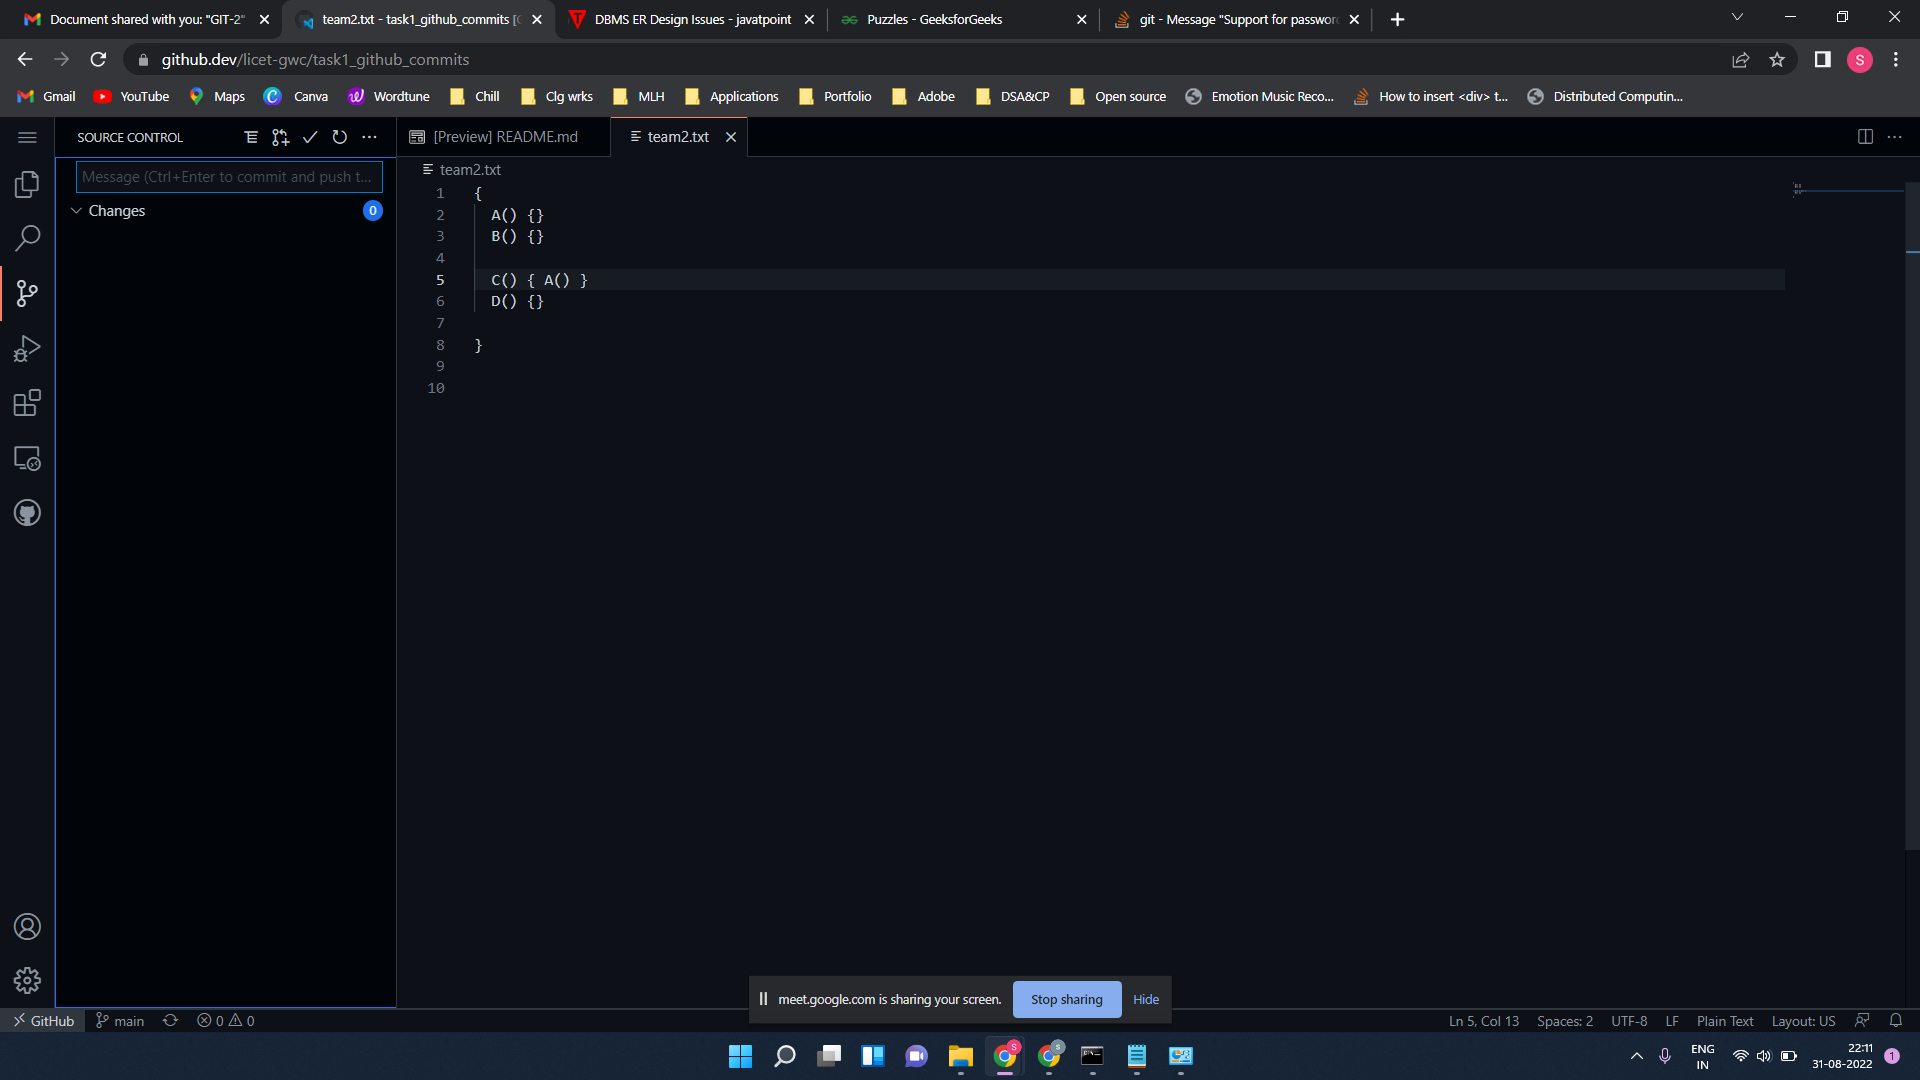 Document shared with you: "GIT-2"
team2.txt - task1_github_commits [
DBMS ER Design Issues - javatpoint
Puzzles - GeeksforGeeks
git - Message "Support for passwor
github.dev/licet-gwc/task1_github_commits
S
Gmail
YouTube
Maps
Canva
Wordtune
Chill
Clg wrks
MLH
Applications
Portfolio
Adobe
DSA&CP
Open source
Emotion Music Reco...
How to insert <div> t...
Distributed Computin...
SOURCE CONTROL
[Preview] README.md
team2.txt
Message (Ctrl+Enter to commit and push t...
team2.txt
Changes
0
1 {
2 A() {}
3 B() {}
4
5 C() { A() }
6 D() {}
7
8 }
9
10
meet.google.com is sharing your screen.
Stop sharing
Hide
GitHub
main
0
0
Ln 5, Col 13
Spaces: 2
UTF-8
LF
Plain Text
Layout: US
S
S
ENG
IN
22:11
31-08-2022
1